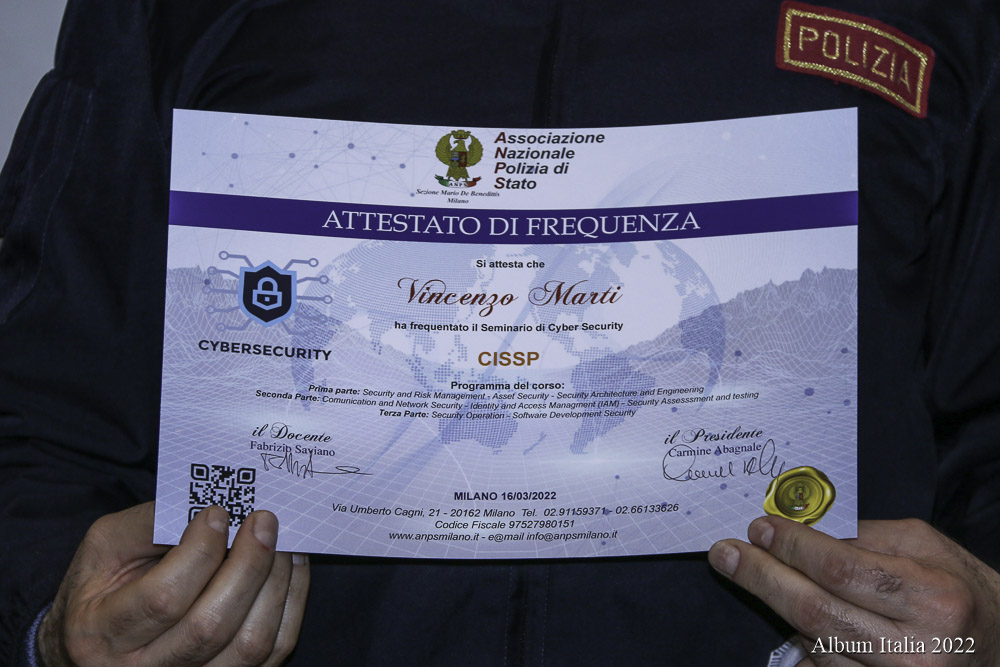 POLIZIA
Associazione
Nazionale
Polizia di
Stato
A.N.P.S.
Sezione Mario De Benedittis
Milano
ATTESTATO DI FREQUENZA
Si attesta che
Vincenzo Marti
ha frequentato il Seminario di Cyber Security
CYBERSECURITY
CISSP
Programma del corso:
Prima parte: Security and Risk Management - Asset Security - Security Architecture and Engineering
Seconda Parte: Comunication and Network Security - Identity and Access Managment (IAM) - Security Assesssment and testing
Terza Parte: Security Operation - Software Development Security
il Docente
Fabrizio Saviano
il Presidente
Carmine Abagnale
MILANO 16/03/2022
Via Umberto Cagni, 21 - 20162 Milano Tel. 02.91159371 - 02.66133626
Codice Fiscale 97527980151
www.anpsmilano.it - e@mail info@anpsmilano.it
Album Italia 2022